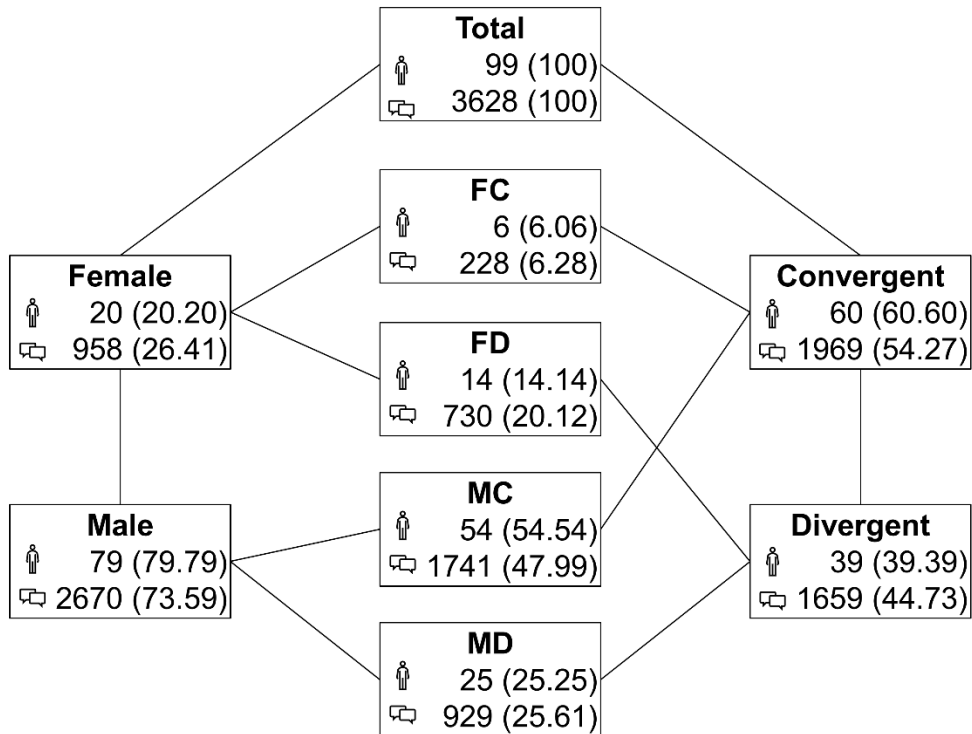 Total
99 (100)
3628 (100)
FC
6 (6.06)
228 (6.28)
Female
20 (20.20)
958 (26.41)
Convergent
60 (60.60)
1969 (54.27)
FD
14 (14.14)
730 (20.12)
MC
54 (54.54)
1741 (47.99)
Male
79 (79.79)
2670 (73.59)
Divergent
39 (39.39)
1659 (44.73)
MD
25 (25.25)
929 (25.61)